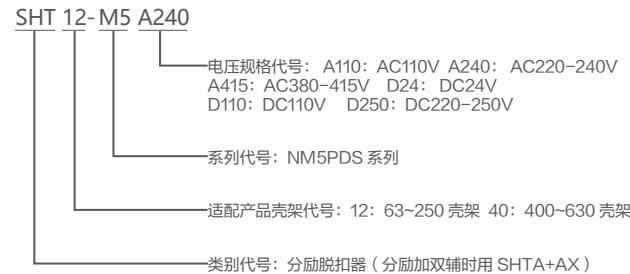 SHT 12- M5 A240
电压规格代号： A110：AC110V A240： AC220-240V
A415：AC380-415V D24： DC24V
D110：DC110V D250：DC220-250V
系列代号：NM5PDS 系列
适配产品壳架代号：12：63~250 壳架 40：400~630 壳架
类别代号：分励脱扣器（分励加双辅时用 SHTA+AX ）